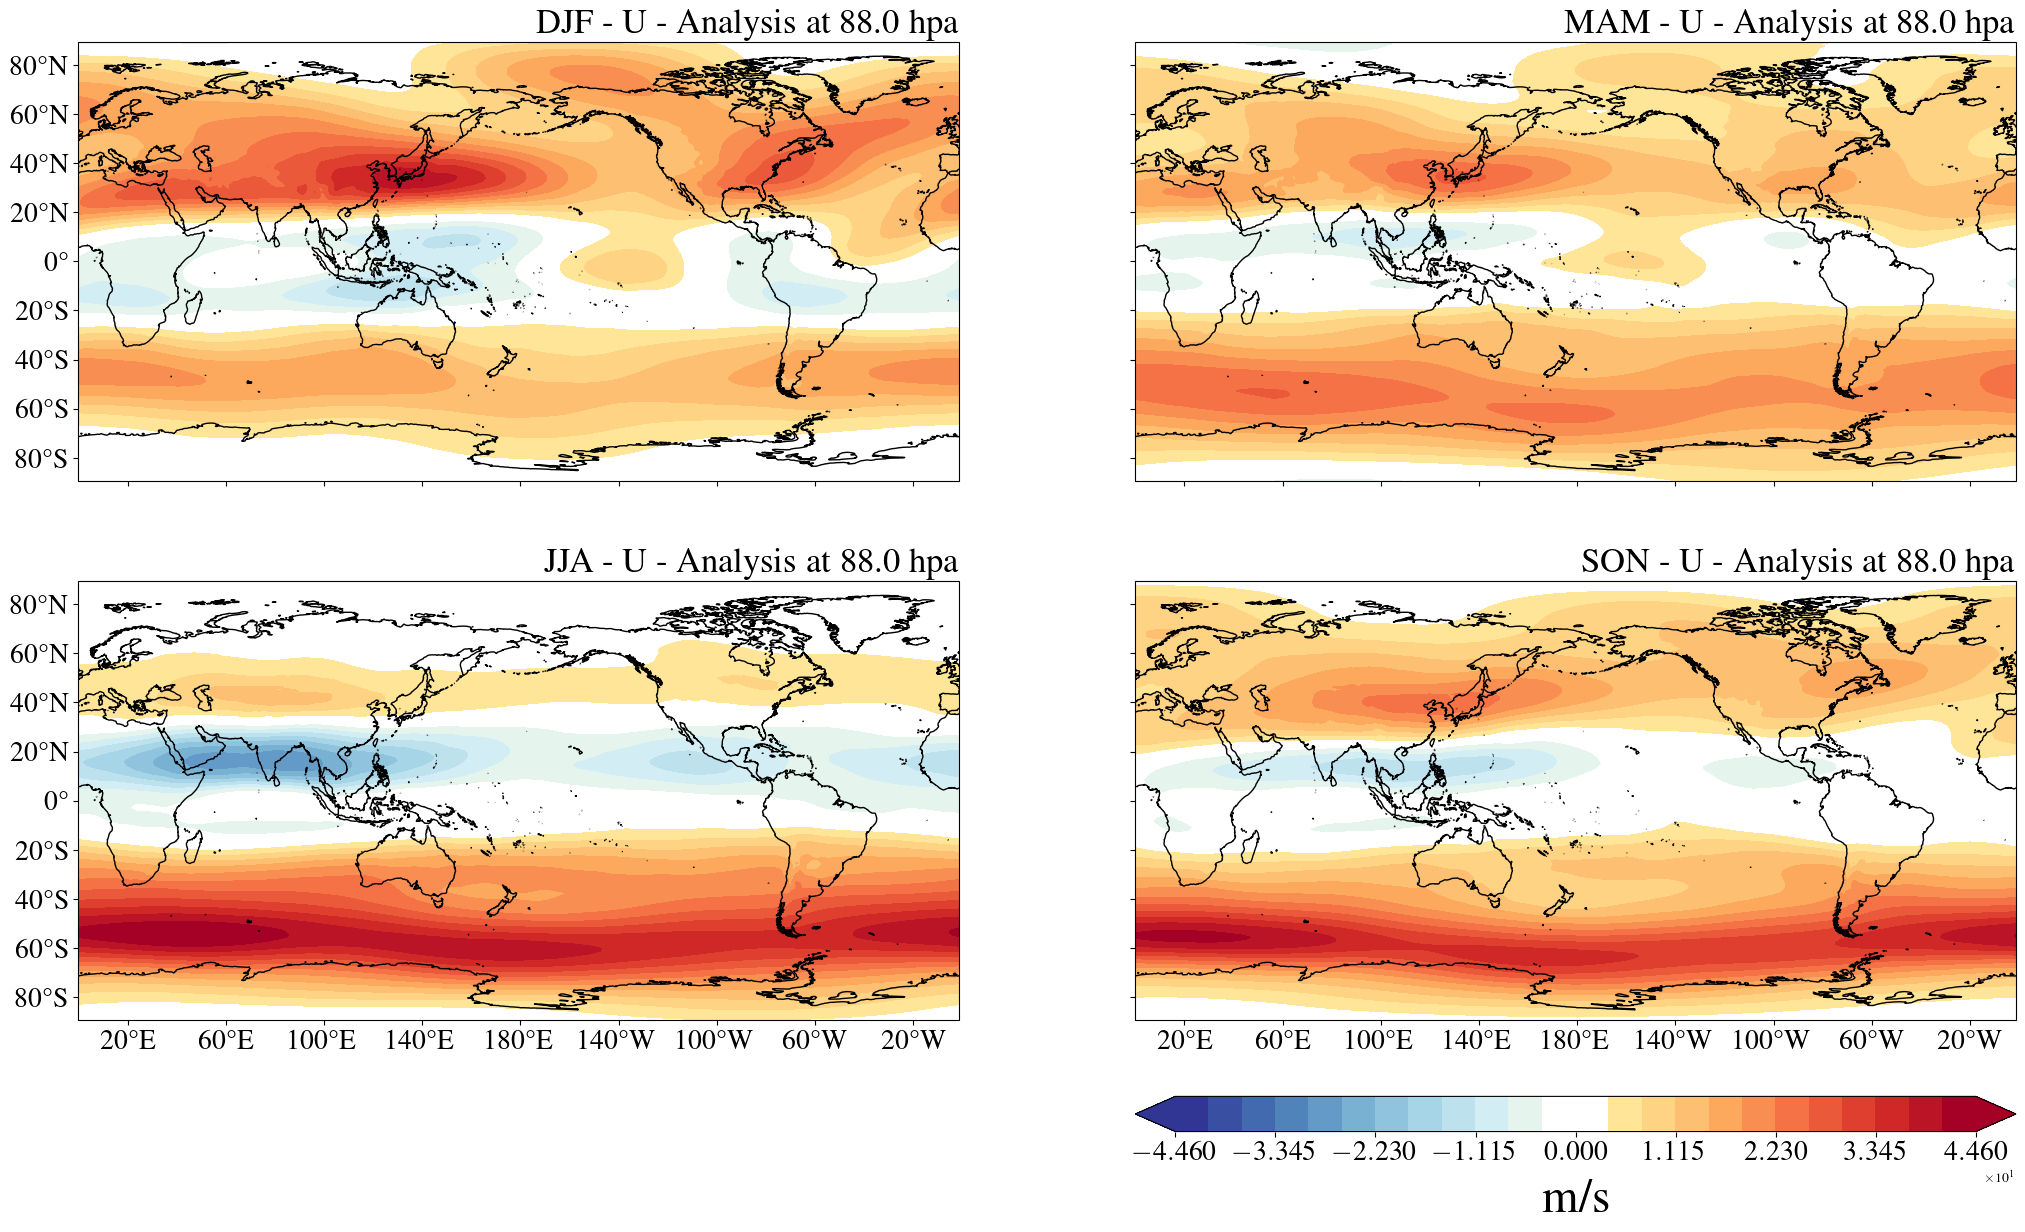 DJF - U - Analysis at 88.0 hpa
MAM - U - Analysis at 88.0 hpa
80°N
60°N
40°N
20°N
0°
20°S
40°S
60°S
80°S
JJA - U - Analysis at 88.0 hpa
SON - U - Analysis at 88.0 hpa
80°N
60°N
40°N
20°N
0°
20°S
40°S
60°S
80°S
20°E 60°E 100°E 140°E 180°E 140°W 100°W 60°W 20°W
20°E 60°E 100°E 140°E 180°E 140°W 100°W 60°W 20°W
−4.460 −3.345 −2.230 −1.115 0.000 1.115 2.230 3.345 4.460
×10¹
m/s